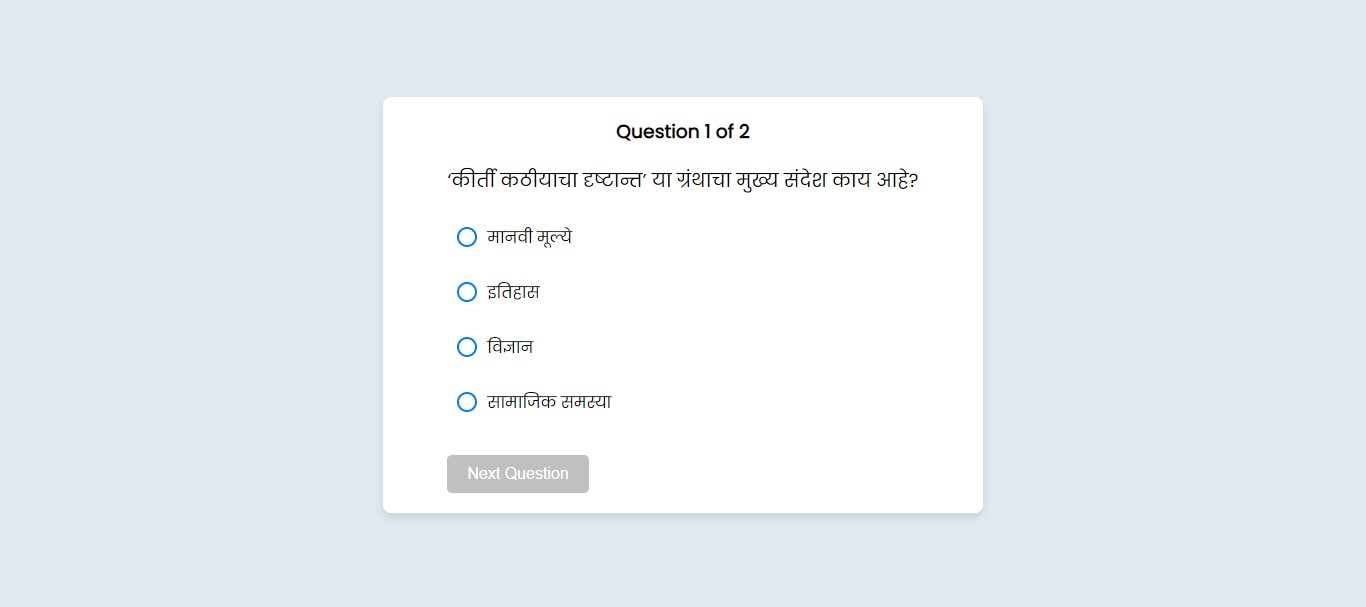 Question 1 of 2
‘कीर्ती कठीयाचा दृष्टान्त’ या ग्रंथाचा मुख्य संदेश काय आहे?
मानवी मूल्ये
इतिहास
विज्ञान
सामाजिक समस्या
Next Question